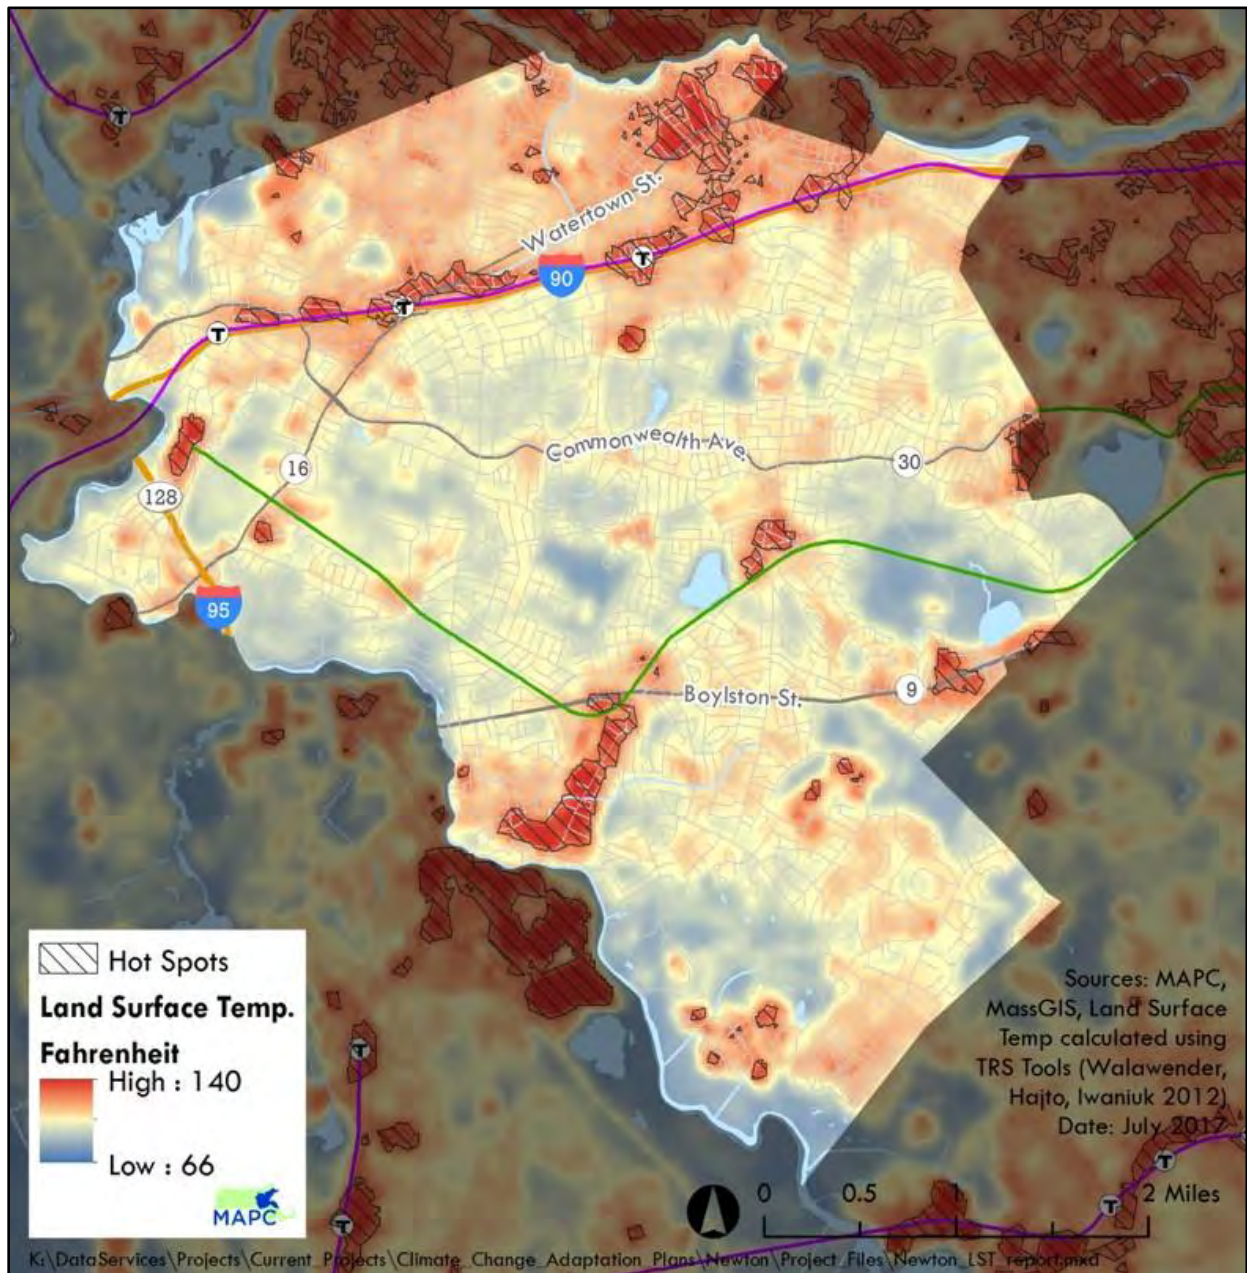 T
Watertown St.
90
T
T
T
Commonwealth Ave.
30
16
128
95
Boylston St.
9
Hot Spots
Land Surface Temp.
Fahrenheit
High : 140
Low : 66
MAPC
Sources: MAPC,
MassGIS, Land Surface
Temp calculated using
TRS Tools (Walawender,
Hajto, Iwaniuk 2012)
Date: July 2017
T
T
T
T
0 0.5 1 2 Miles
K:\DataServices\Projects\Current_Projects\Climate_Change_Adaptation_Plans\Newton\Project_Files\Newton_LST_report.mxd